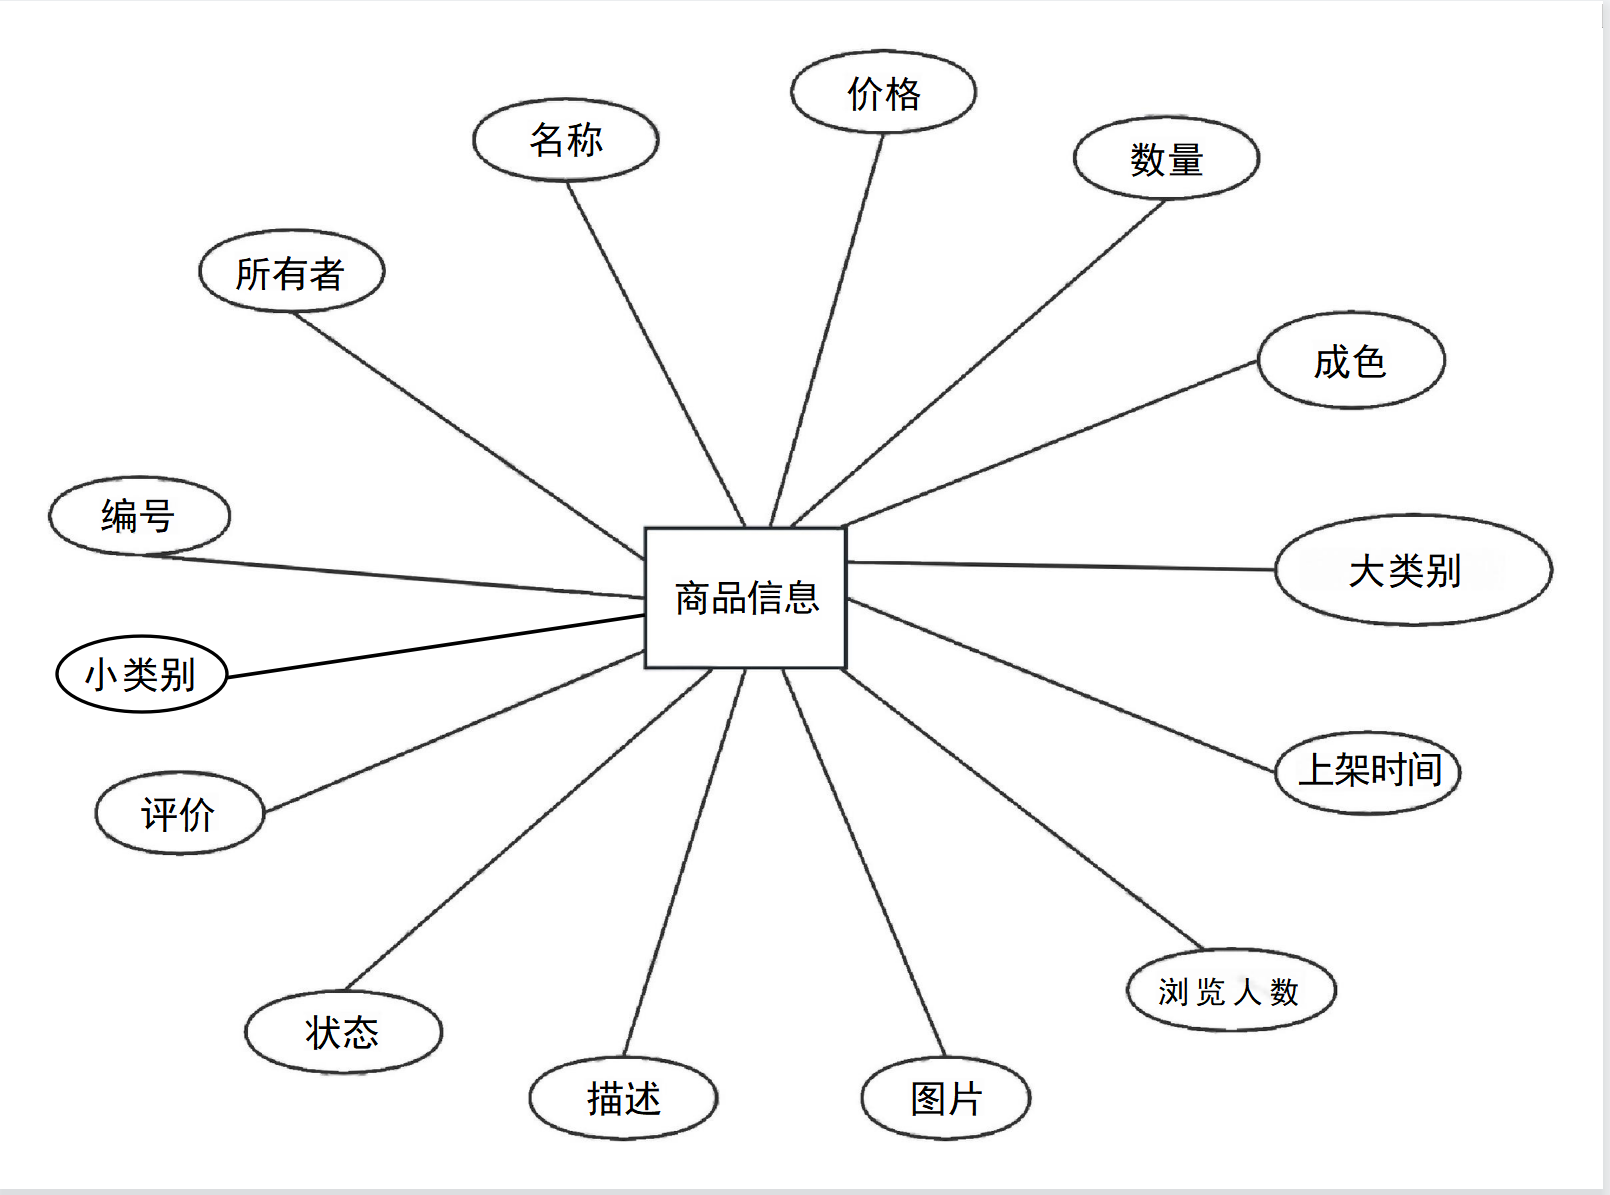 价格
名称
数量
所有者
成色
编号
大类别
商品信息
小类别
上架时间
评价
浏览人数
状态
描述
图片